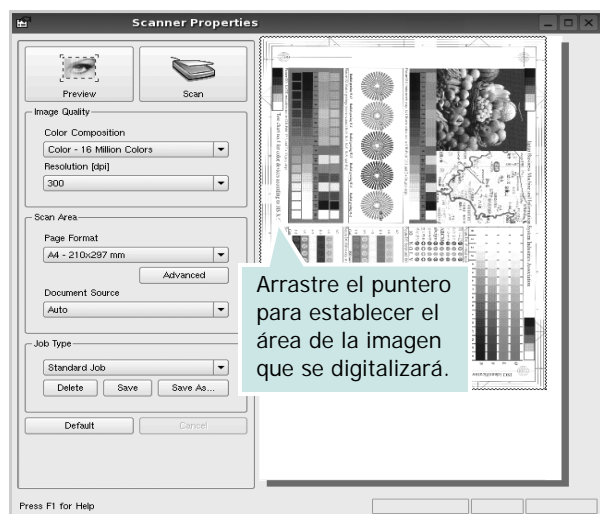 Scanner Properties
Preview
Scan
Image Quality
Color Composition
Color - 16 Million Colors
Resolution [dpi]
300
Scan Area
Page Format
A4 - 210x297 mm
Advanced
Document Source
Auto
Job Type
Standard Job
Delete
Save
Save As...
Default
Cancel
Arrastre el puntero
para establecer el
área de la imagen
que se digitalizará.
Press F1 for Help